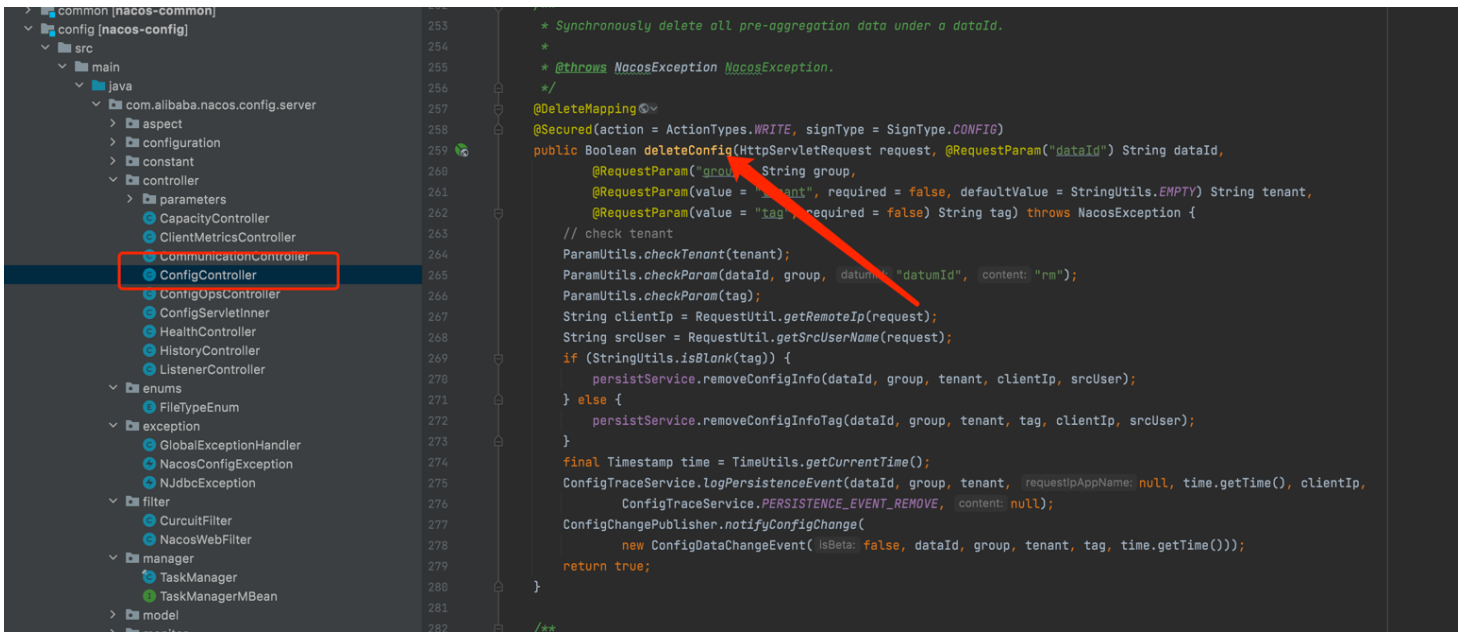 common [nacos-common]
config [nacos-config]
src
main
java
com.alibaba.nacos.config.server
aspect
configuration
constant
controller
parameters
CapacityController
ClientMetricsController
CommunicationController
ConfigController
ConfigOpsController
ConfigServletInner
HealthController
HistoryController
ListenerController
enums
FileTypeEnum
exception
GlobalExceptionHandler
NacosConfigException
NJdbcException
filter
CurcuitFilter
NacosWebFilter
manager
TaskManager
TaskManagerMBean
model
253 * Synchronously delete all pre-aggregation data under a dataId.
254 *
255 * @throws NacosException NacosException.
256 */
257 @DeleteMapping
258 @Secured(action = ActionTypes.WRITE, signType = SignType.CONFIG)
259 public Boolean deleteConfig(HttpServletRequest request, @RequestParam("dataId") String dataId,
260 @RequestParam("grou String group,
261 @RequestParam(value = "tenant", required = false, defaultValue = StringUtils.EMPTY) String tenant,
262 @RequestParam(value = "tag", required = false) String tag) throws NacosException {
263 // check tenant
264 ParamUtils.checkTenant(tenant);
265 ParamUtils.checkParam(dataId, group, datumId: "datumId", content: "rm");
266 ParamUtils.checkParam(tag);
267 String clientIp = RequestUtil.getRemoteIp(request);
268 String srcUser = RequestUtil.getSrcUserName(request);
269 if (StringUtils.isBlank(tag)) {
270 persistService.removeConfigInfo(dataId, group, tenant, clientIp, srcUser);
271 } else {
272 persistService.removeConfigInfoTag(dataId, group, tenant, tag, clientIp, srcUser);
273 }
274 final Timestamp time = TimeUtils.getCurrentTime();
275 ConfigTraceService.logPersistenceEvent(dataId, group, tenant, requestIpAppName: null, time.getTime(), clientIp,
276 ConfigTraceService.PERSISTENCE_EVENT_REMOVE, content: null);
277 ConfigChangePublisher.notifyConfigChange(
278 new ConfigDataChangeEvent( isBeta: false, dataId, group, tenant, tag, time.getTime()));
279 return true;
280 }
281
282 /**